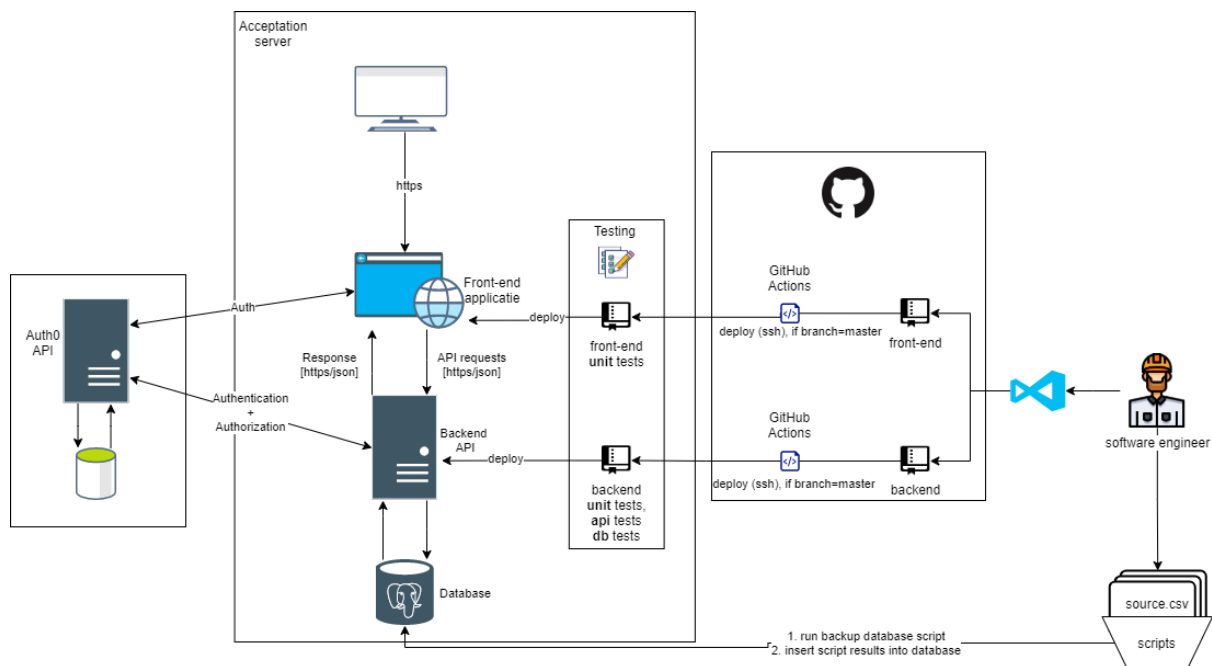 Acceptation
server
https
Testing
GitHub
Actions
Front-end
applicatie
Auth
deploy
deploy (ssh), if branch=master
front-end
unit tests
front-end
Auth0
API
Response
[https/json]
API requests
[https/json]
Authentication
+
Authorization
Backend
API
GitHub
Actions
software engineer
deploy
deploy (ssh), if branch=master
backend
backend
unit tests,
api tests
db tests
Database
source.csv
1. run backup database script
2. insert script results into database
scripts